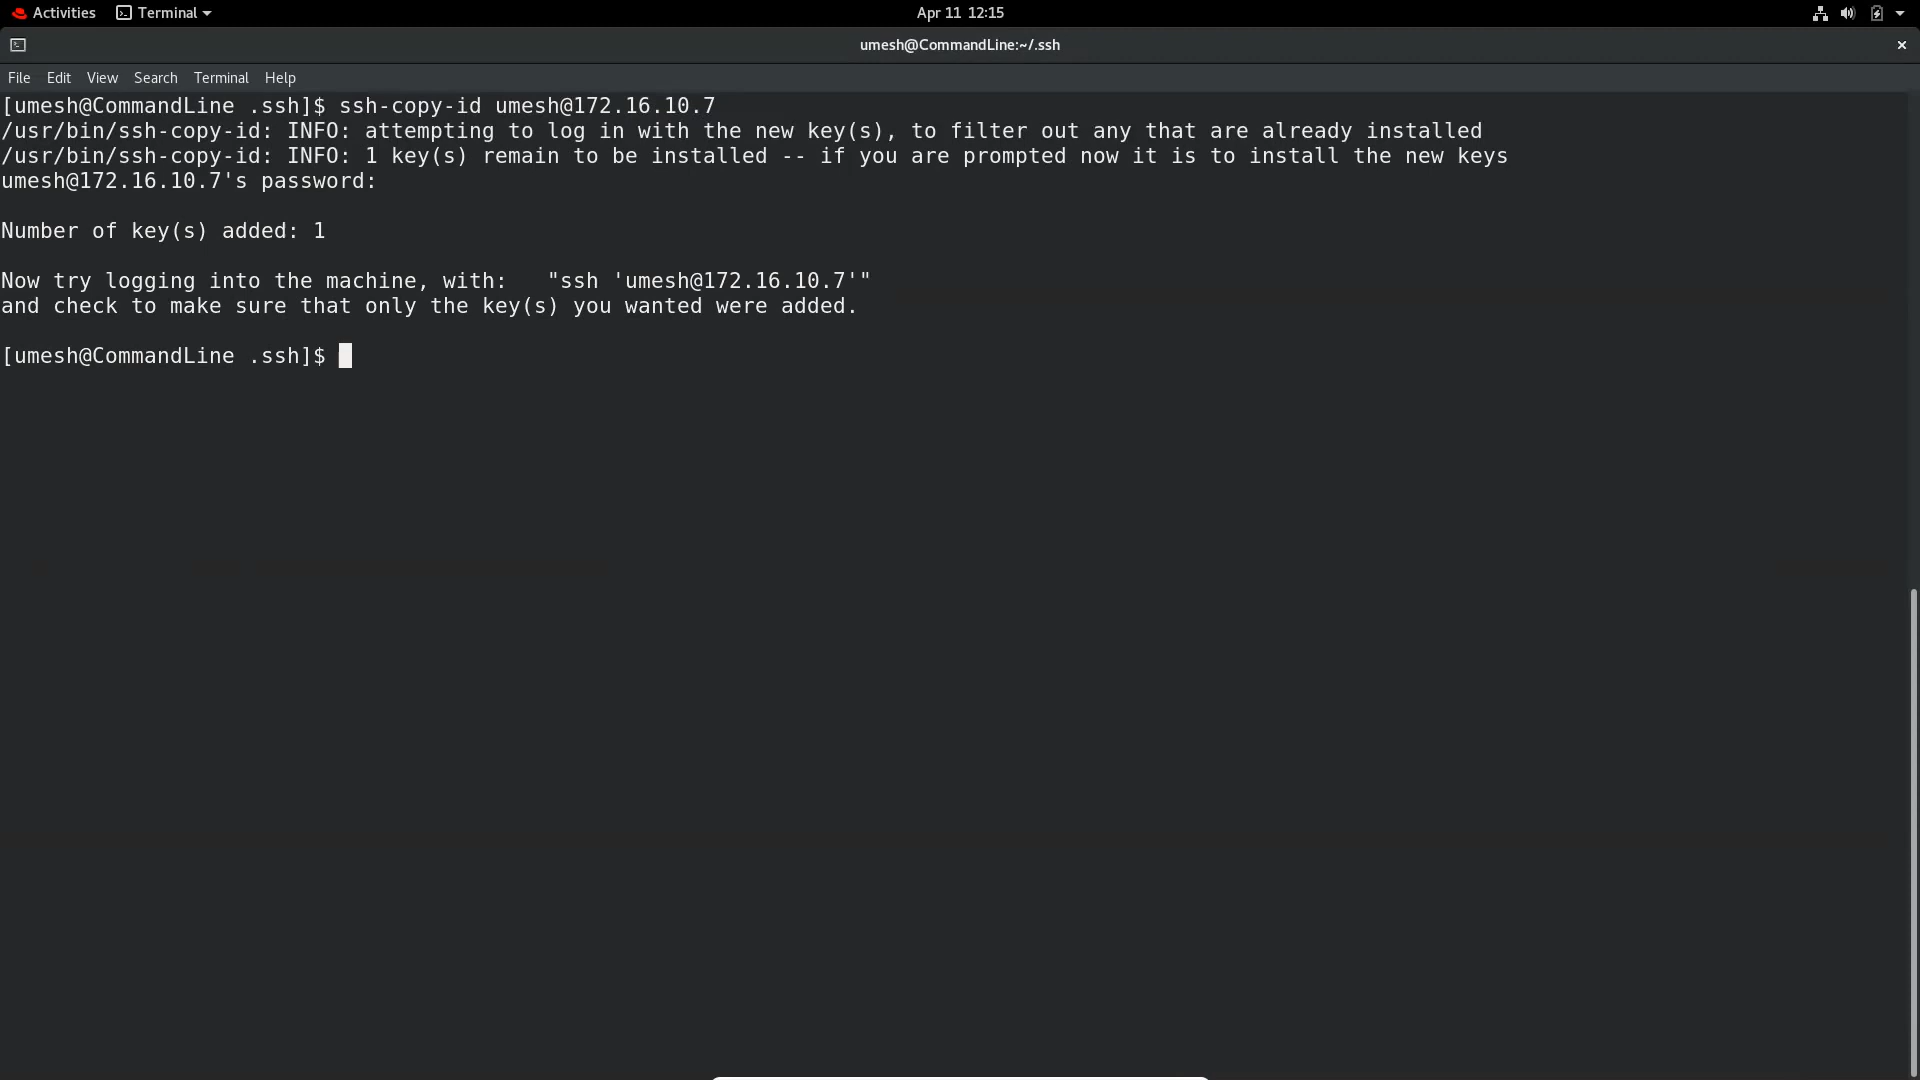 Activities Terminal Apr 11 12:15
umesh@CommandLine:~/.ssh
File Edit View Search Terminal Help
[umesh@CommandLine .ssh]$ ssh-copy-id umesh@172.16.10.7
/usr/bin/ssh-copy-id: INFO: attempting to log in with the new key(s), to filter out any that are already installed
/usr/bin/ssh-copy-id: INFO: 1 key(s) remain to be installed -- if you are prompted now it is to install the new keys
umesh@172.16.10.7's password:
Number of key(s) added: 1
Now try logging into the machine, with:   "ssh 'umesh@172.16.10.7'"
and check to make sure that only the key(s) you wanted were added.
[umesh@CommandLine .ssh]$